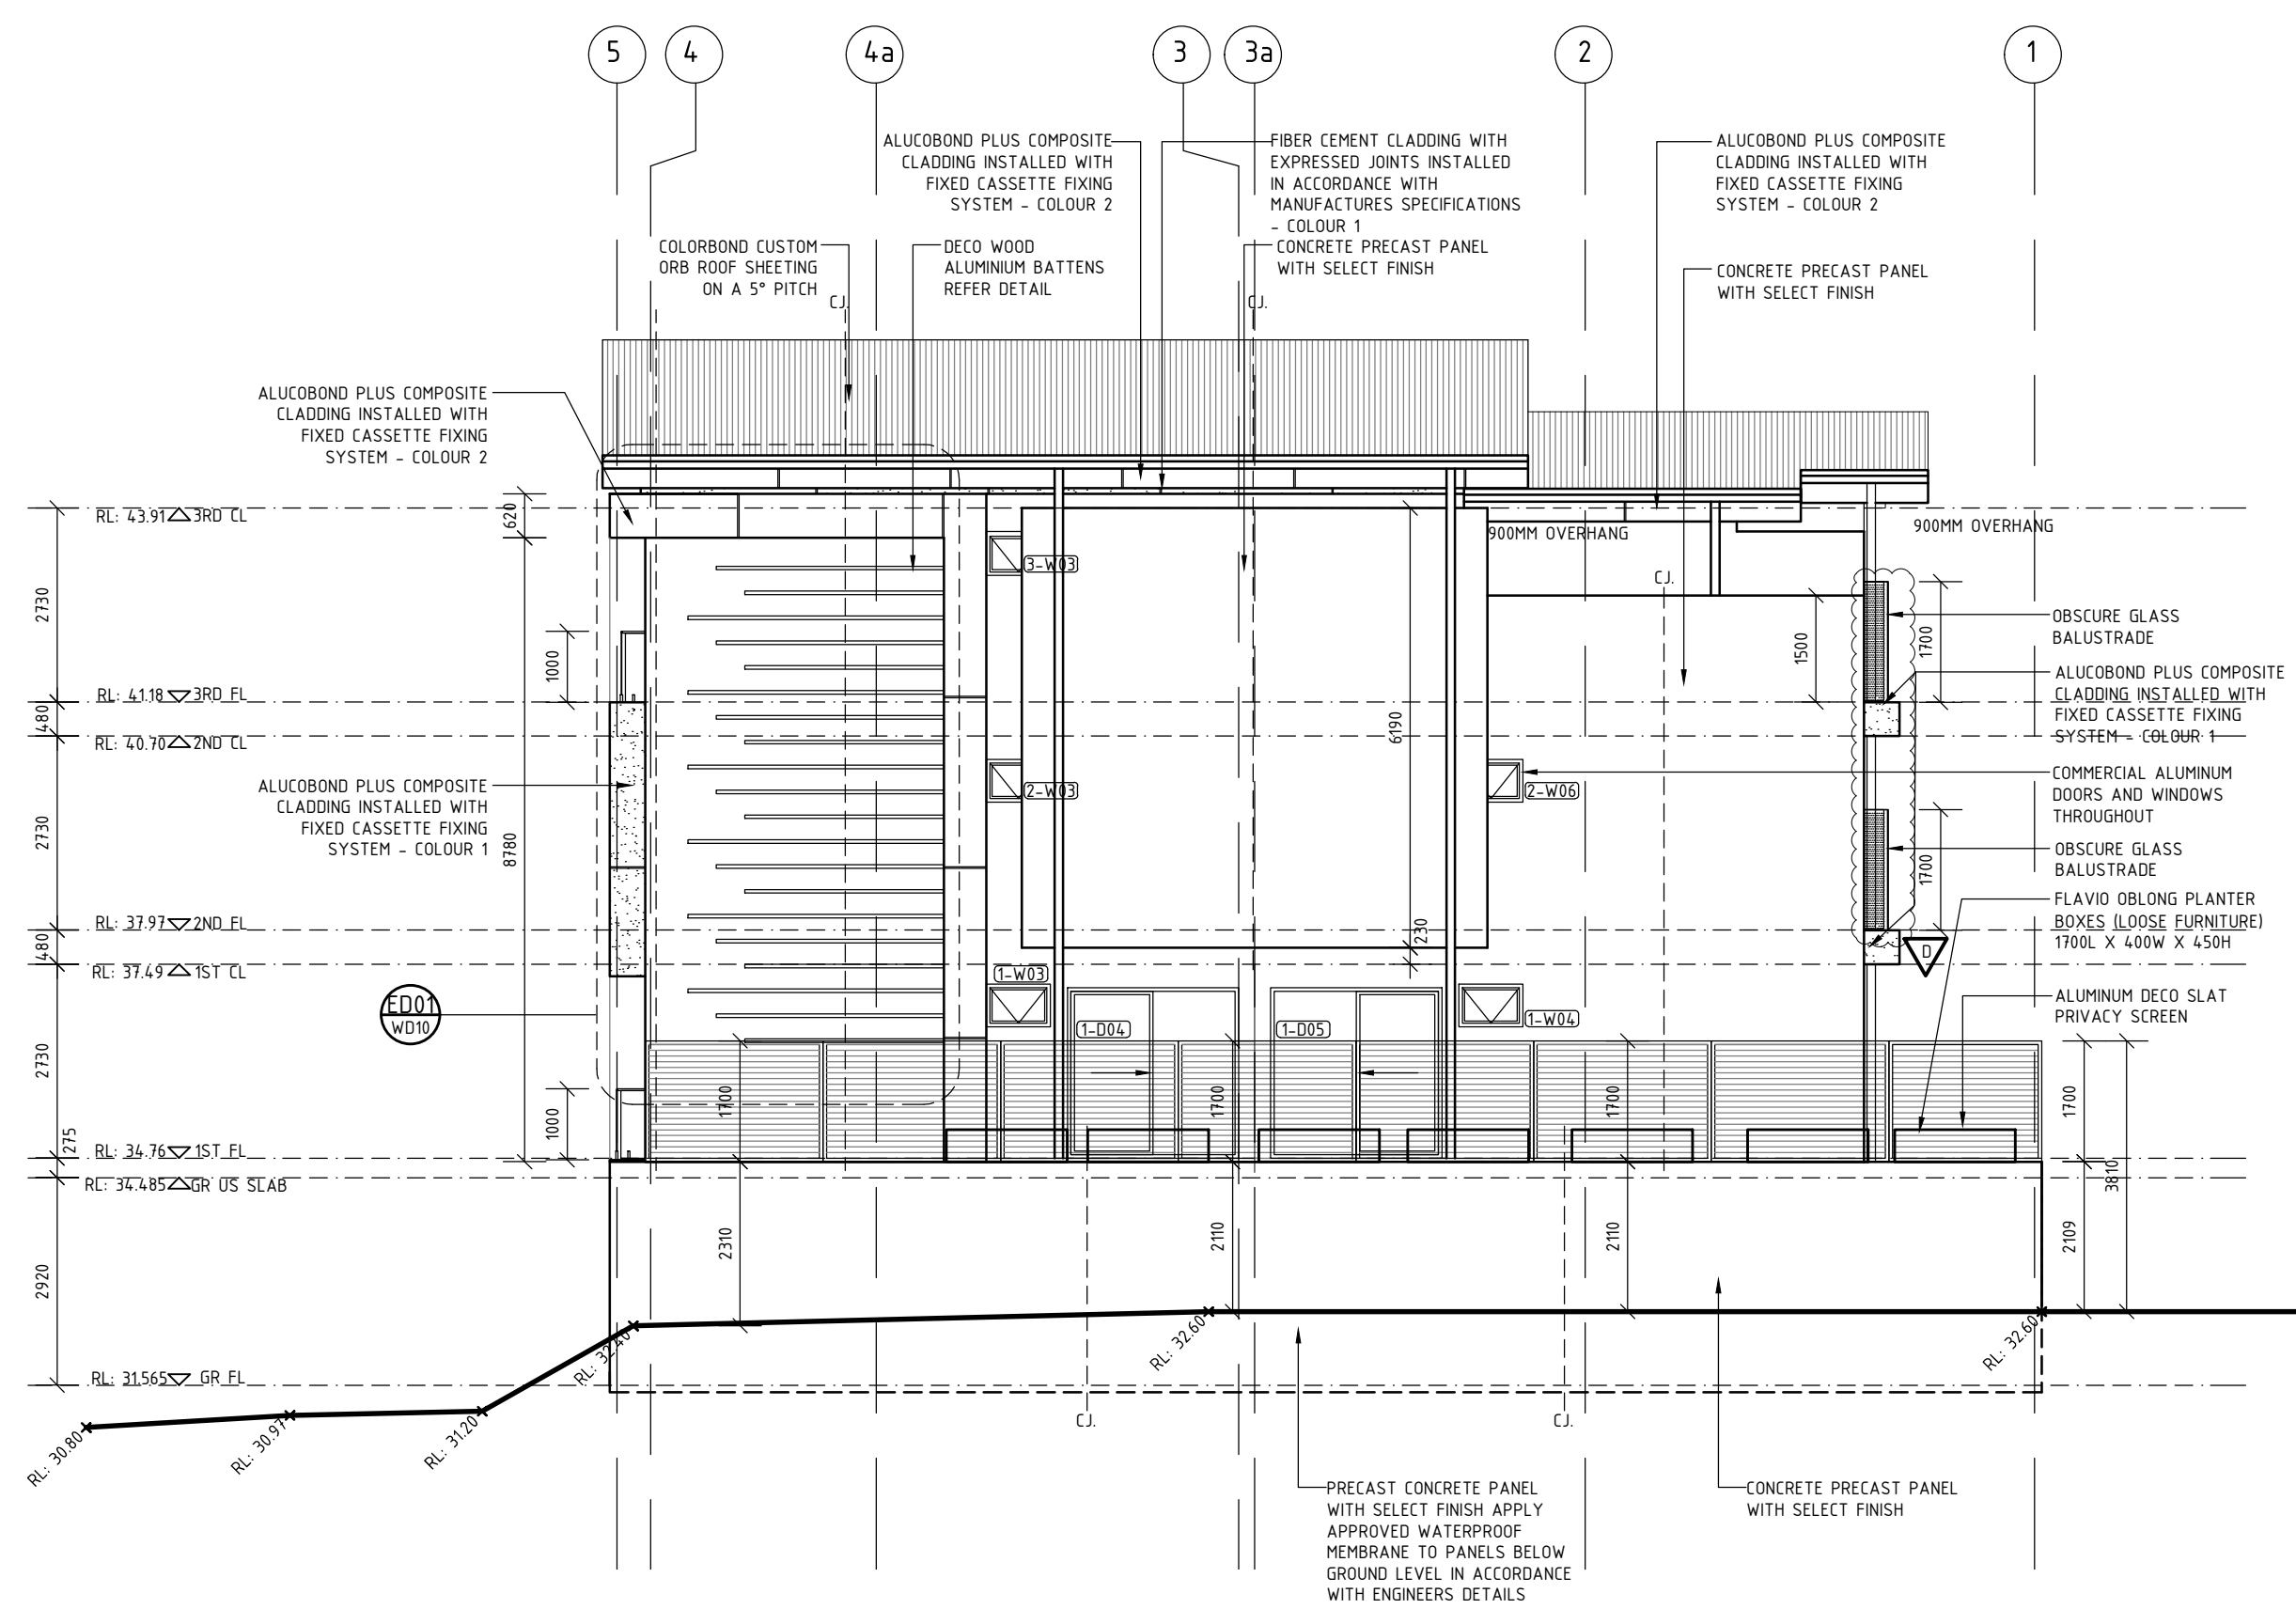 5
4
4a
3
3a
2
1
ALUCOBOND PLUS COMPOSITE
CLADDING INSTALLED WITH
FIXED CASSETTE FIXING
SYSTEM - COLOUR 2
FIBER CEMENT CLADDING WITH
EXPRESSED JOINTS INSTALLED
IN ACCORDANCE WITH
MANUFACTURES SPECIFICATIONS
- COLOUR 1
ALUCOBOND PLUS COMPOSITE
CLADDING INSTALLED WITH
FIXED CASSETTE FIXING
SYSTEM - COLOUR 2
COLORBOND CUSTOM
ORB ROOF SHEETING
ON A 5° PITCH
DECO WOOD
ALUMINIUM BATTENS
REFER DETAIL
CONCRETE PRECAST PANEL
WITH SELECT FINISH
CONCRETE PRECAST PANEL
WITH SELECT FINISH
CJ.
CJ.
ALUCOBOND PLUS COMPOSITE
CLADDING INSTALLED WITH
FIXED CASSETTE FIXING
SYSTEM - COLOUR 2
RL: 43.91 3RD CL
620
900MM OVERHANG
900MM OVERHANG
3-W03
CJ.
2730
1000
1500
1700
OBSCURE GLASS
BALUSTRADE
RL: 41.18 3RD FL
480
RL: 40.70 2ND CL
6190
ALUCOBOND PLUS COMPOSITE
CLADDING INSTALLED WITH
FIXED CASSETTE FIXING
SYSTEM - COLOUR 1
ALUCOBOND PLUS COMPOSITE
CLADDING INSTALLED WITH
FIXED CASSETTE FIXING
SYSTEM - COLOUR 1
2-W03
2-W06
COMMERCIAL ALUMINUM
DOORS AND WINDOWS
THROUGHOUT
2730
8780
1700
OBSCURE GLASS
BALUSTRADE
RL: 37.97 2ND FL
480
RL: 37.49 1ST CL
230
D
FLAVIO OBLONG PLANTER
BOXES (LOOSE FURNITURE)
1700L X 400W X 450H
ED01
WD10
1-W03
1-D04
1-D05
1-W04
ALUMINUM DECO SLAT
PRIVACY SCREEN
2730
1000
1700
1700
1700
1700
275
RL: 34.76 1ST FL
RL: 34.485 GR US SLAB
3810
2310
2110
2110
2109
2920
RL: 31.565 GR FL
RL: 30.80
RL: 30.97
RL: 31.20
RL: 32.40
RL: 32.60
RL: 32.60
CJ.
CJ.
PRECAST CONCRETE PANEL
WITH SELECT FINISH APPLY
APPROVED WATERPROOF
MEMBRANE TO PANELS BELOW
GROUND LEVEL IN ACCORDANCE
WITH ENGINEERS DETAILS
CONCRETE PRECAST PANEL
WITH SELECT FINISH